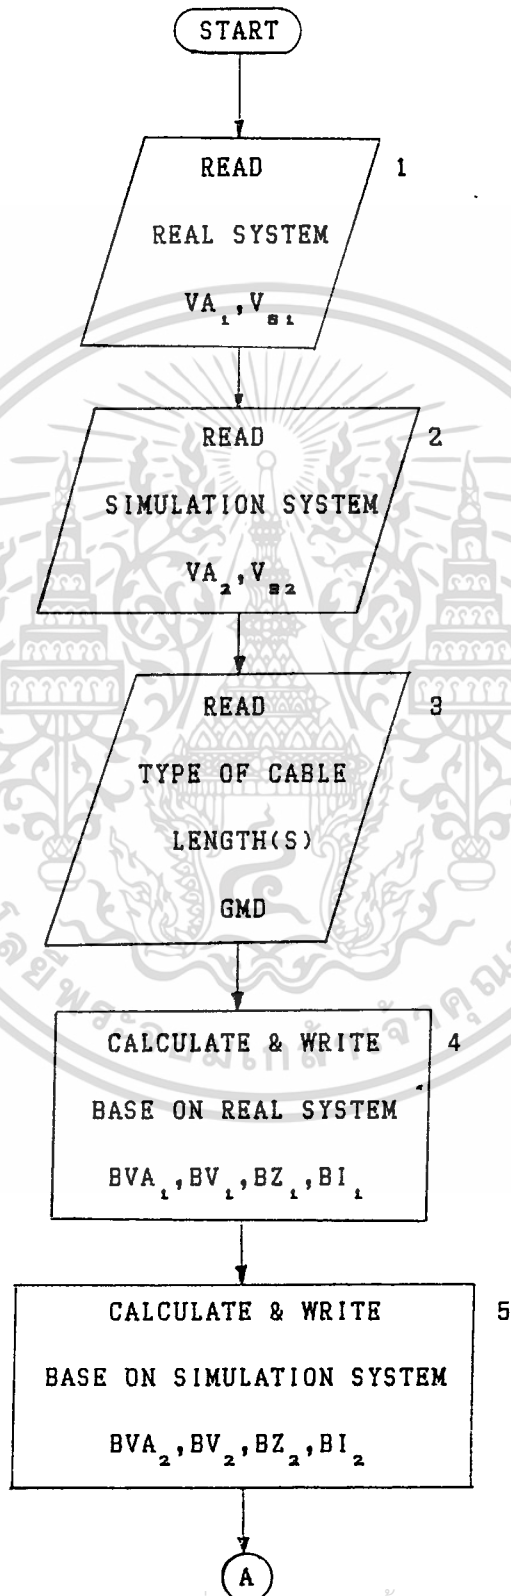 START
READ 1
REAL SYSTEM
VA₁,V_S1
READ 2
SIMULATION SYSTEM
VA₂,V_S2
READ 3
TYPE OF CABLE
LENGTH(S)
GMD
CALCULATE & WRITE 4
BASE ON REAL SYSTEM
BVA₁,BV₁,BZ₁,BI₁
CALCULATE & WRITE 5
BASE ON SIMULATION SYSTEM
BVA₂,BV₂,BZ₂,BI₂
A